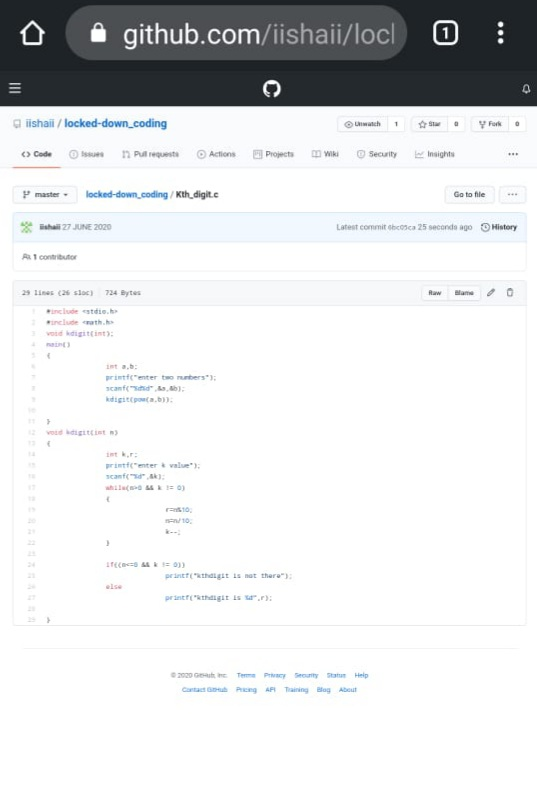 github.com/iishaii/locl
1
iishaii / locked-down_coding
Unwatch 1 Star 0 Fork 0
Code Issues Pull requests Actions Projects Wiki Security Insights
master locked-down_coding / Kth_digit.c Go to file
iishaii 27 JUNE 2020 Latest commit 6bc05ca 25 seconds ago History
1 contributor
29 lines (26 sloc) 724 Bytes Raw Blame
1 #include <stdio.h>
2 #include <math.h>
3 void kdigit(int);
4 main()
5 {
6 int a,b;
7 printf("enter two numbers");
8 scanf("%d%d",&a,&b);
9 kdigit(pow(a,b));
10
11 }
12 void kdigit(int n)
13 {
14 int k,r;
15 printf("enter k value");
16 scanf("%d",&k);
17 while(n>0 && k != 0)
18 {
19 r=n%10;
20 n=n/10;
21 k--;
22 }
23
24 if((n<=0 && k != 0))
25 printf("kthdigit is not there");
26 else
27 printf("kthdigit is %d",r);
28
29 }
© 2020 GitHub, Inc. Terms Privacy Security Status Help
Contact GitHub Pricing API Training Blog About